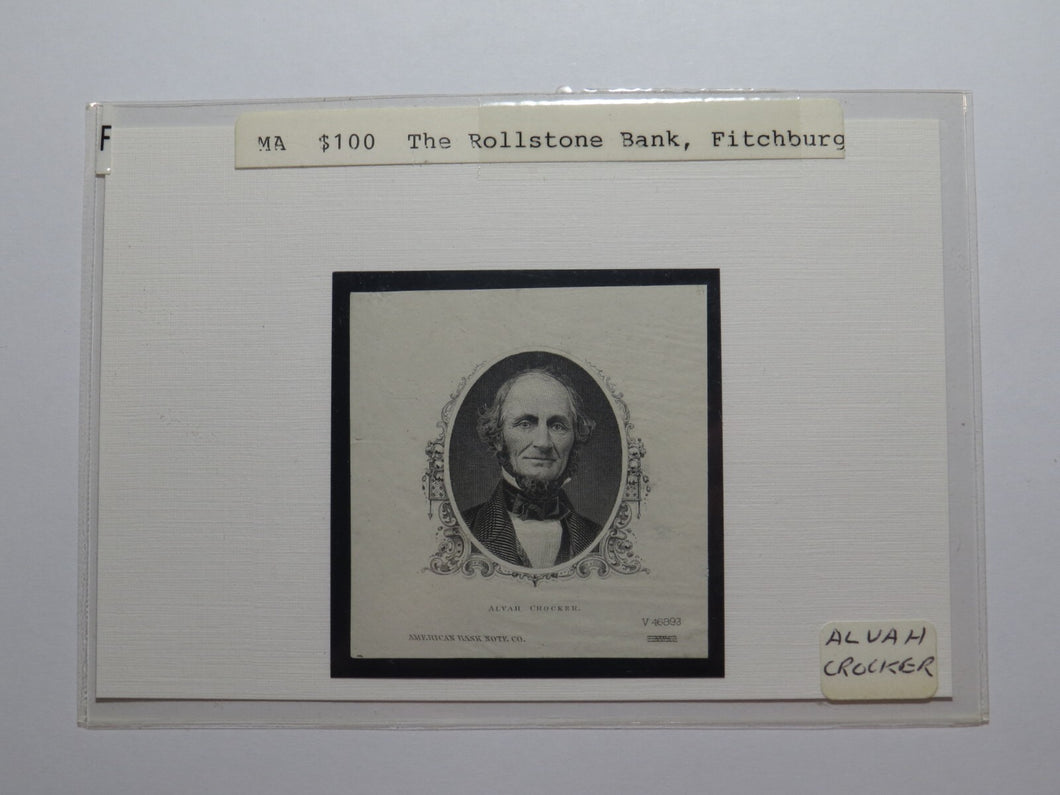 F
MA $100 The Rollstone Bank, Fitchburg
ALVAH CROCKER.
V 46893
AMERICAN BANK NOTE CO.
ALVAH
CROCKER